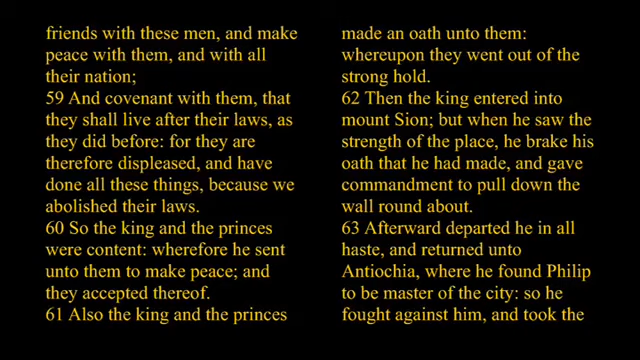 friends with these men, and make
peace with them, and with all
their nation;
59 And covenant with them, that
they shall live after their laws, as
they did before: for they are
therefore displeased, and have
done all these things, because we
abolished their laws.
60 So the king and the princes
were content: wherefore he sent
unto them to make peace; and
they accepted thereof.
61 Also the king and the princes
made an oath unto them:
whereupon they went out of the
strong hold.
62 Then the king entered into
mount Sion; but when he saw the
strength of the place, he brake his
oath that he had made, and gave
commandment to pull down the
wall round about.
63 Afterward departed he in all
haste, and returned unto
Antiochia, where he found Philip
to be master of the city: so he
fought against him, and took the